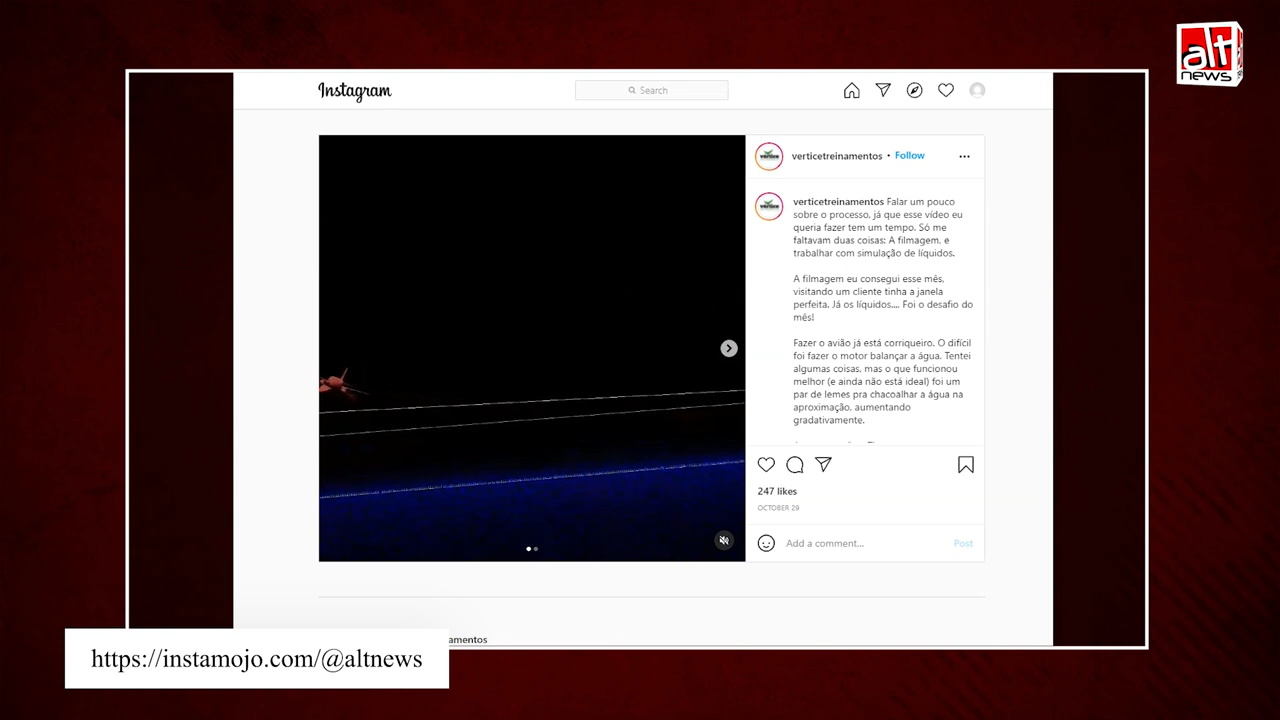 alt
news
Instagram
Search
verticetreinamentos • Follow
vertice
vertice
verticetreinamentos Falar um pouco
sobre o processo, já que esse vídeo eu
queria fazer tem um tempo. Só me
faltavam duas coisas: A filmagem, e
trabalhar com simulação de líquidos.
A filmagem eu consegui esse mês,
visitando um cliente tinha a janela
perfeita, Já os líquidos.... Foi o desafio do
mês!
Fazer o avião já está corriqueiro. O difícil
foi fazer o motor balançar a água. Tentei
algumas coisas, mas o que funcionou
melhor (e ainda não está ideal) foi um
par de lemes pra chacoalhar a água na
aproximação, aumentando
gradativamente.
247 likes
OCTOBER 29
Add a comment...
Post
amentos
https://instamojo.com/@altnews